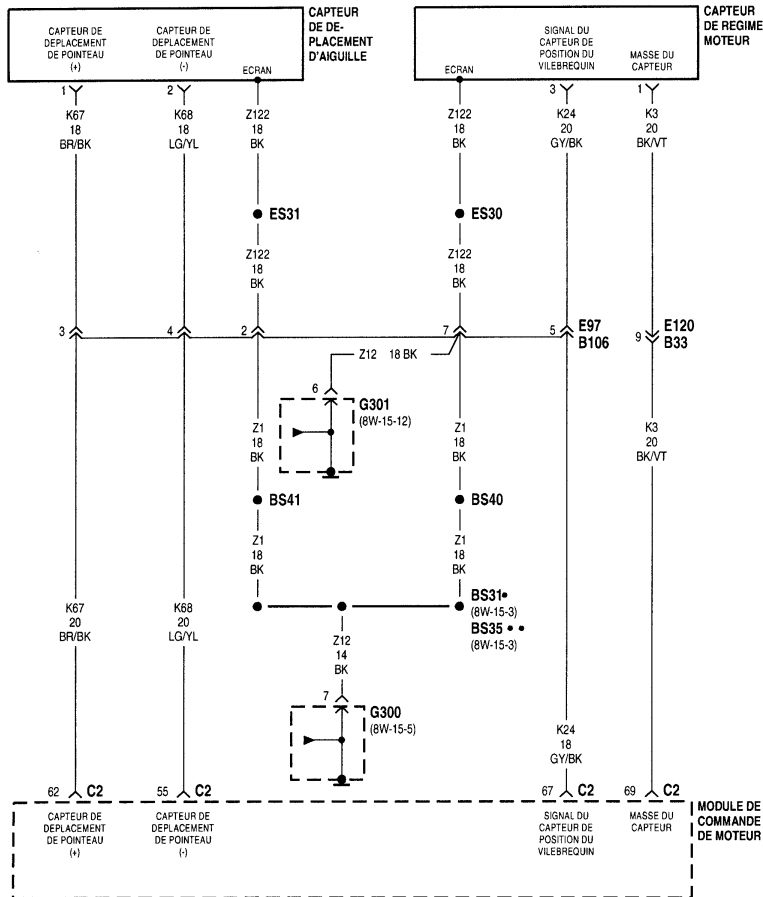 CAPTEUR
DE DE-
PLACEMENT
D'AIGUILLE
CAPTEUR DE
DEPLACEMENT
DE POINTEAU
(+)
CAPTEUR DE
DEPLACEMENT
DE POINTEAU
(-)
ECRAN
CAPTEUR
DE REGIME
MOTEUR
ECRAN
SIGNAL DU
CAPTEUR DE
POSITION DU
VILEBREQUIN
MASSE DU
CAPTEUR
1
2
3
1
K67
18
BR/BK
K68
18
LG/YL
Z122
18
BK
Z122
18
BK
K24
20
GY/BK
K3
20
BK/VT
ES31
ES30
Z122
18
BK
Z122
18
BK
3
4
2
7
5
E97
B106
9
E120
B33
Z12 18 BK
6
G301
(8W-15-12)
Z1
18
BK
Z1
18
BK
K3
20
BK/VT
BS41
BS40
Z1
18
BK
Z1
18
BK
K67
20
BR/BK
K68
20
LG/YL
BS31•
(8W-15-3)
BS35 • •
(8W-15-3)
Z12
14
BK
7
G300
(8W-15-5)
K24
18
GY/BK
62 C2
55 C2
67 C2
69 C2
CAPTEUR DE
DEPLACEMENT
DE POINTEAU
(+)
CAPTEUR DE
DEPLACEMENT
DE POINTEAU
(-)
SIGNAL DU
CAPTEUR DE
POSITION DU
VILEBREQUIN
MASSE DU
CAPTEUR
MODULE DE
COMMANDE
DE MOTEUR